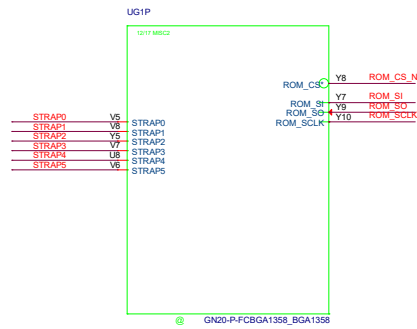 UG1P
12/17 MISC2
ROM_CS* Y8 ROM_CS_N
ROM_SI Y7 ROM_SI
ROM_SO Y9 ROM_SO
ROM_SCLK Y10 ROM_SCLK
STRAP0 V5 STRAP0
STRAP1 V8 STRAP1
STRAP2 Y5 STRAP2
STRAP3 V7 STRAP3
STRAP4 U8 STRAP4
STRAP5 V6 STRAP5
@ GN20-P-FCBGA1358_BGA1358